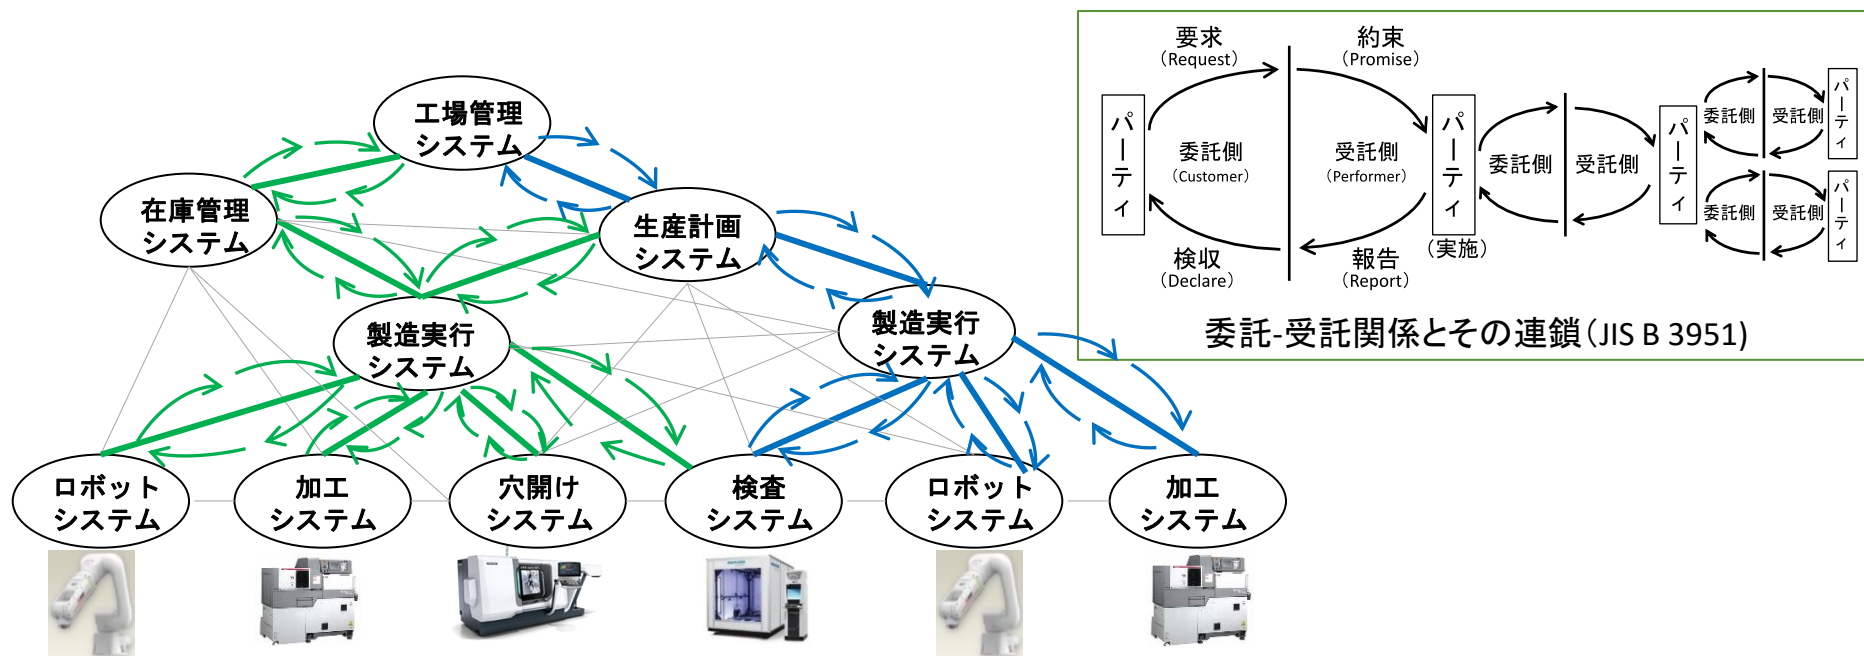 工場管理
システム
在庫管理
システム
生産計画
システム
製造実行
システム
製造実行
システム
ロボット
システム
加工
システム
穴開け
システム
検査
システム
ロボット
システム
加工
システム
要求
（Request）
約束
（Promise）
パーティ
委託側
（Customer）
受託側
（Performer）
パーティ
（実施）
検収
（Declare）
報告
（Report）
委託側
受託側
パーティ
委託側
受託側
パーティ
委託側
受託側
パーティ
委託-受託関係とその連鎖（JIS B 3951）